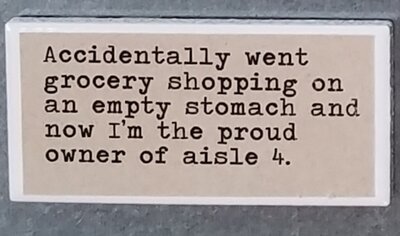 Accidentally went
grocery shopping on
an empty stomach and
now I'm the proud
owner of aisle 4.